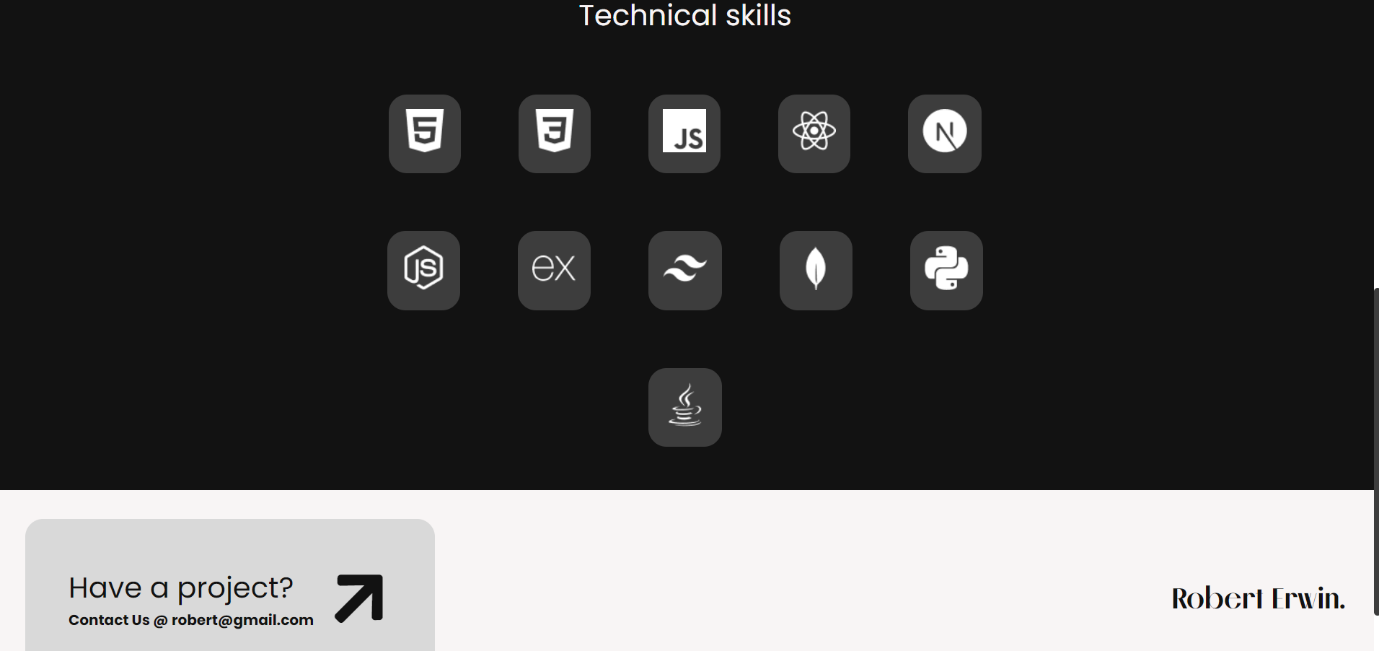 Technical skills
5
3
JS
N
JS
ex
Have a project?
Contact Us @ robert@gmail.com
Robert Erwin.